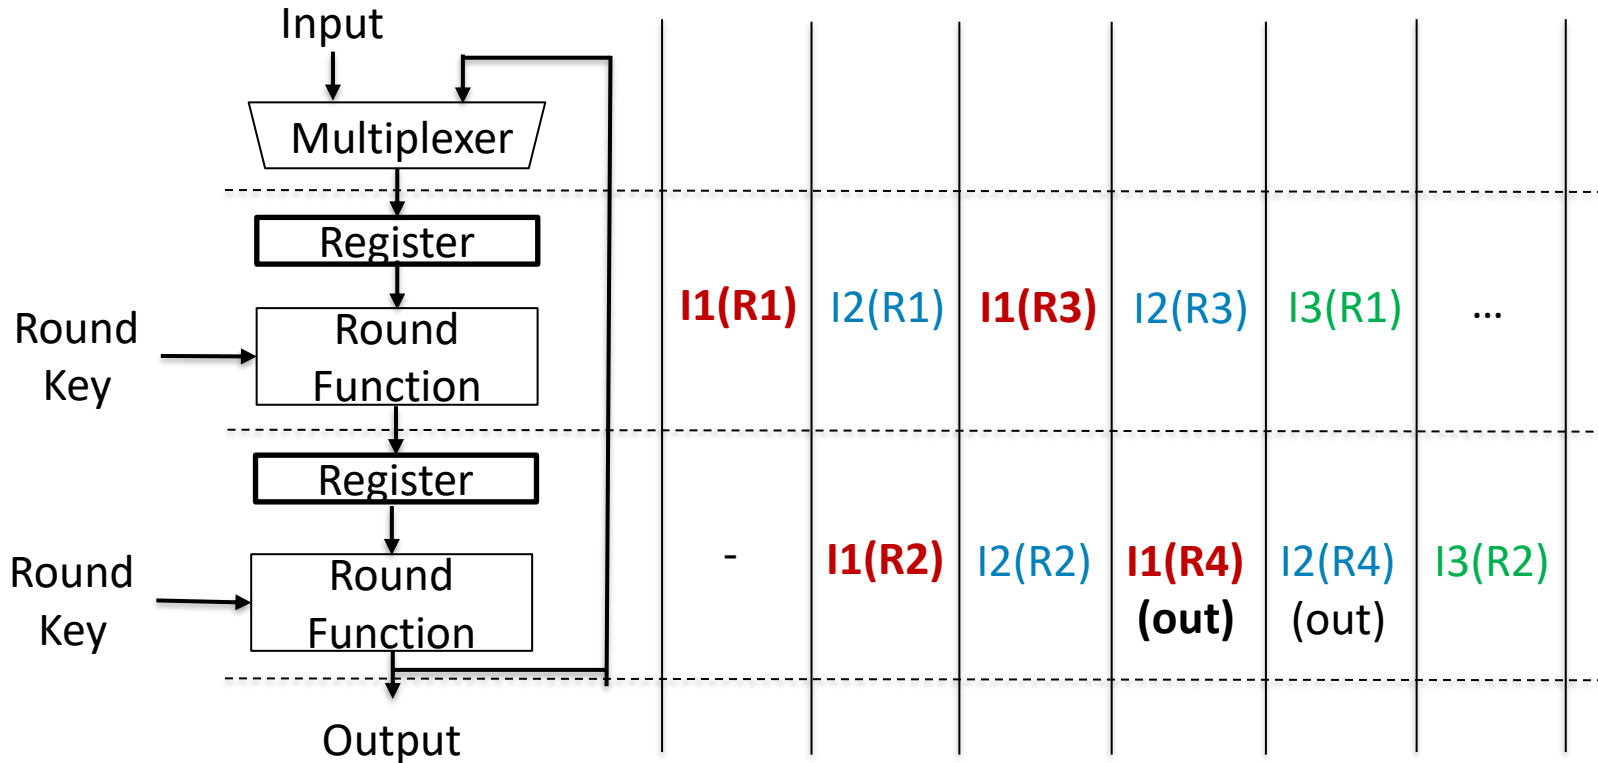 Input
Multiplexer
Register
I1(R1) I2(R1) I1(R3) I2(R3) I3(R1) ...
Round
Key
Round
Function
Register
- I1(R2) I2(R2) I1(R4) I2(R4) I3(R2)
(out) (out)
Round
Key
Round
Function
Output